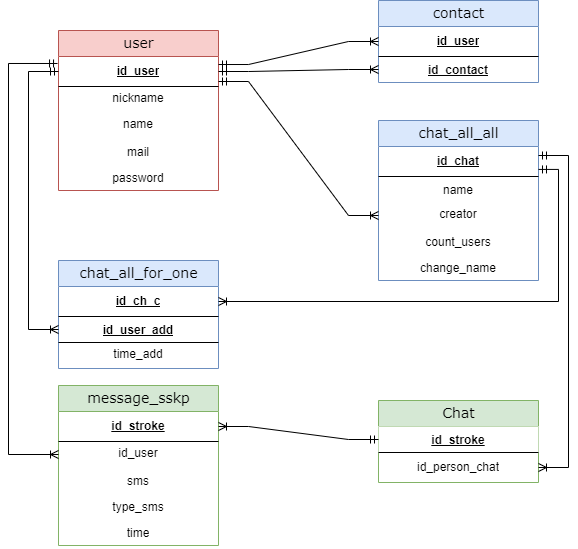 user
id_user
nickname
name
mail
password
contact
id_user
id_contact
chat_all_all
id_chat
name
creator
count_users
change_name
chat_all_for_one
id_ch_c
id_user_add
time_add
message_sskp
id_stroke
id_user
sms
type_sms
time
Chat
id_stroke
id_person_chat